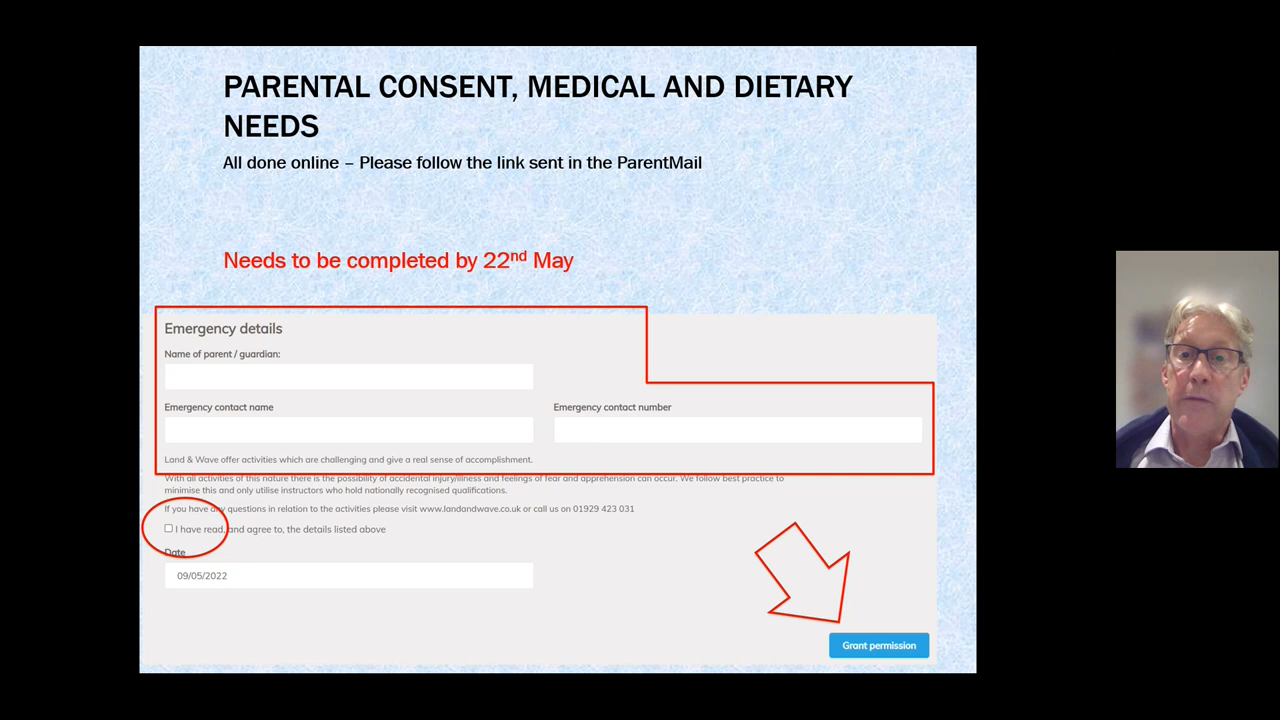 PARENTAL CONSENT, MEDICAL AND DIETARY
NEEDS
All done online – Please follow the link sent in the ParentMail
Needs to be completed by 22nd May
Emergency details
Name of parent / guardian:
Emergency contact name
Emergency contact number
Land & Wave offer activities which are challenging and give a real sense of accomplishment.
With all activities of this nature there is the possibility of accidental injury/illness and feelings of fear and apprehension can occur. We follow best practice to
minimise this and only utilise instructors who hold nationally recognised qualifications.
If you have any questions in relation to the activities please visit www.landandwave.co.uk or call us on 01929 423 031
I have read, and agree to, the details listed above
Date
09/05/2022
Grant permission